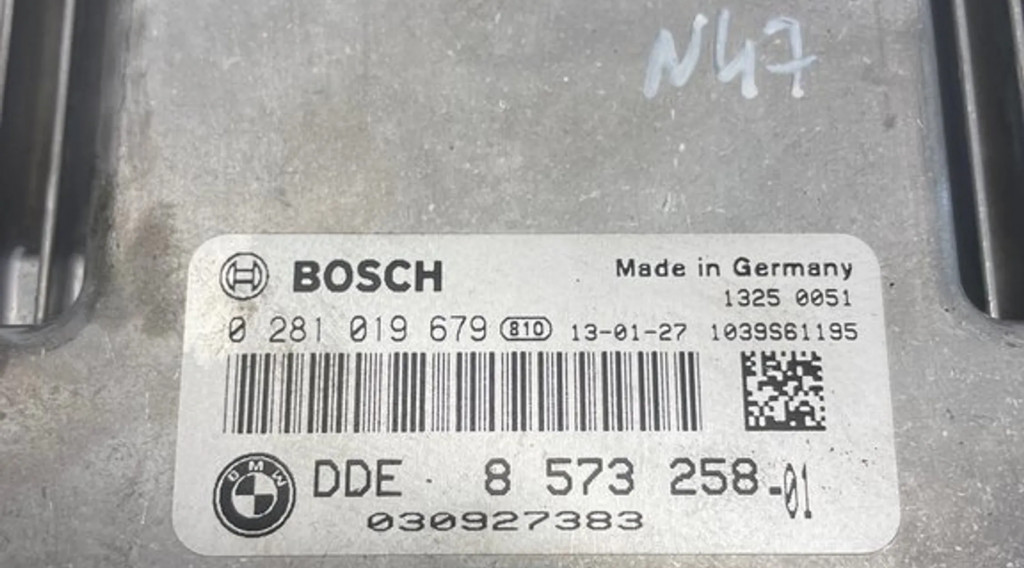 N47
BOSCH
Made in Germany
1325 0051
0 281 019 679 810 13-01-27 1039S61195
BMW
DDE 8 573 258-01
030927383